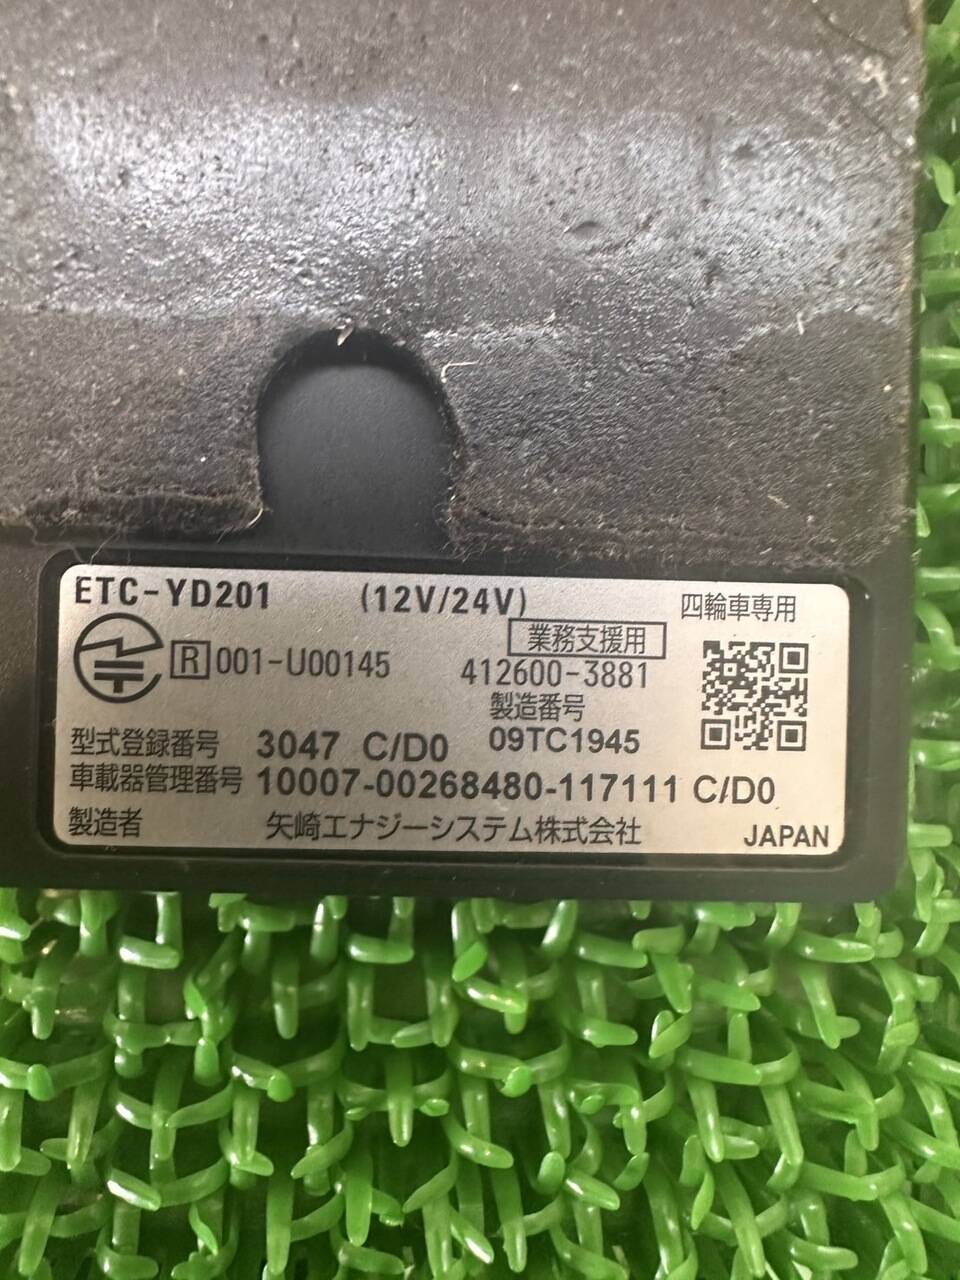 ETC-YD201 (12V/24V) 四輪車専用
業務支援用
R 001-U00145 412600-3881
製造番号
型式登録番号 3047 C/D0 09TC1945
車載器管理番号 10007-00268480-117111 C/D0
製造者 矢崎エナジーシステム株式会社 JAPAN